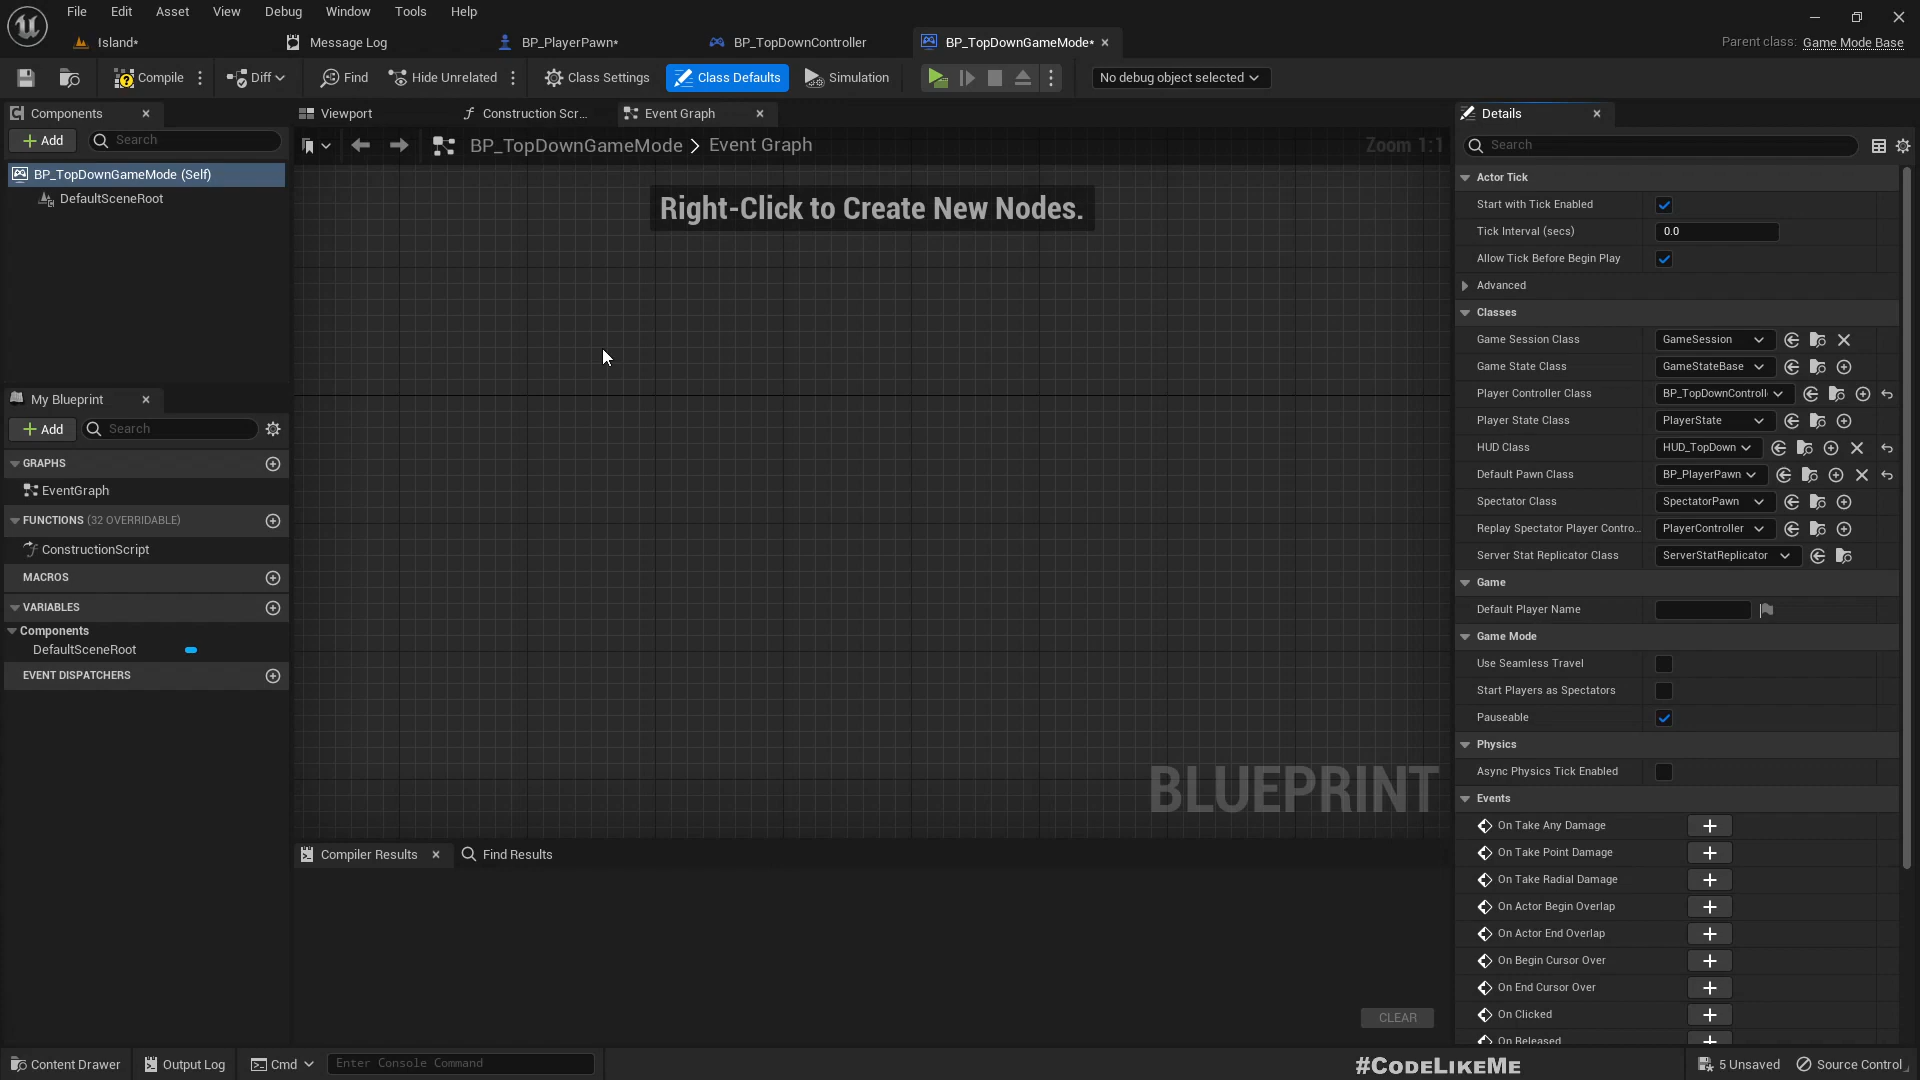 File Edit Asset View Debug Window Tools Help
Island* Message Log BP_PlayerPawn* BP_TopDownController BP_TopDownGameMode* Parent class: Game Mode Base
Compile Diff Find Hide Unrelated Class Settings Class Defaults Simulation No debug object selected
Components
Add Search
BP_TopDownGameMode (Self)
DefaultSceneRoot
My Blueprint
Add Search
GRAPHS
EventGraph
FUNCTIONS (32 OVERRIDABLE)
ConstructionScript
MACROS
VARIABLES
Components
DefaultSceneRoot
EVENT DISPATCHERS
Viewport Construction Scr... Event Graph
BP_TopDownGameMode > Event Graph Zoom 1:1
Right-Click to Create New Nodes.
BLUEPRINT
Compiler Results Find Results
CLEAR
Details
Search
Actor Tick
Start with Tick Enabled
Tick Interval (secs) 0.0
Allow Tick Before Begin Play
Advanced
Classes
Game Session Class GameSession
Game State Class GameStateBase
Player Controller Class BP_TopDownControll
Player State Class PlayerState
HUD Class HUD_TopDown
Default Pawn Class BP_PlayerPawn
Spectator Class SpectatorPawn
Replay Spectator Player Contro... PlayerController
Server Stat Replicator Class ServerStatReplicator
Game
Default Player Name
Game Mode
Use Seamless Travel
Start Players as Spectators
Pauseable
Physics
Async Physics Tick Enabled
Events
On Take Any Damage
On Take Point Damage
On Take Radial Damage
On Actor Begin Overlap
On Actor End Overlap
On Begin Cursor Over
On End Cursor Over
On Clicked
On Released
Content Drawer Output Log Cmd Enter Console Command #CodeLikeMe 5 Unsaved Source Control